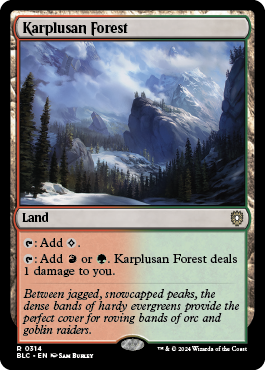 Karplusan Forest
Land
: Add .
: Add  or . Karplusan Forest deals
1 damage to you.
Between jagged, snowcapped peaks, the
dense bands of hardy evergreens provide the
perfect cover for roving bands of orc and
goblin raiders.
R 0314
BLC • EN Sam Burley
™ & © 2024 Wizards of the Coast